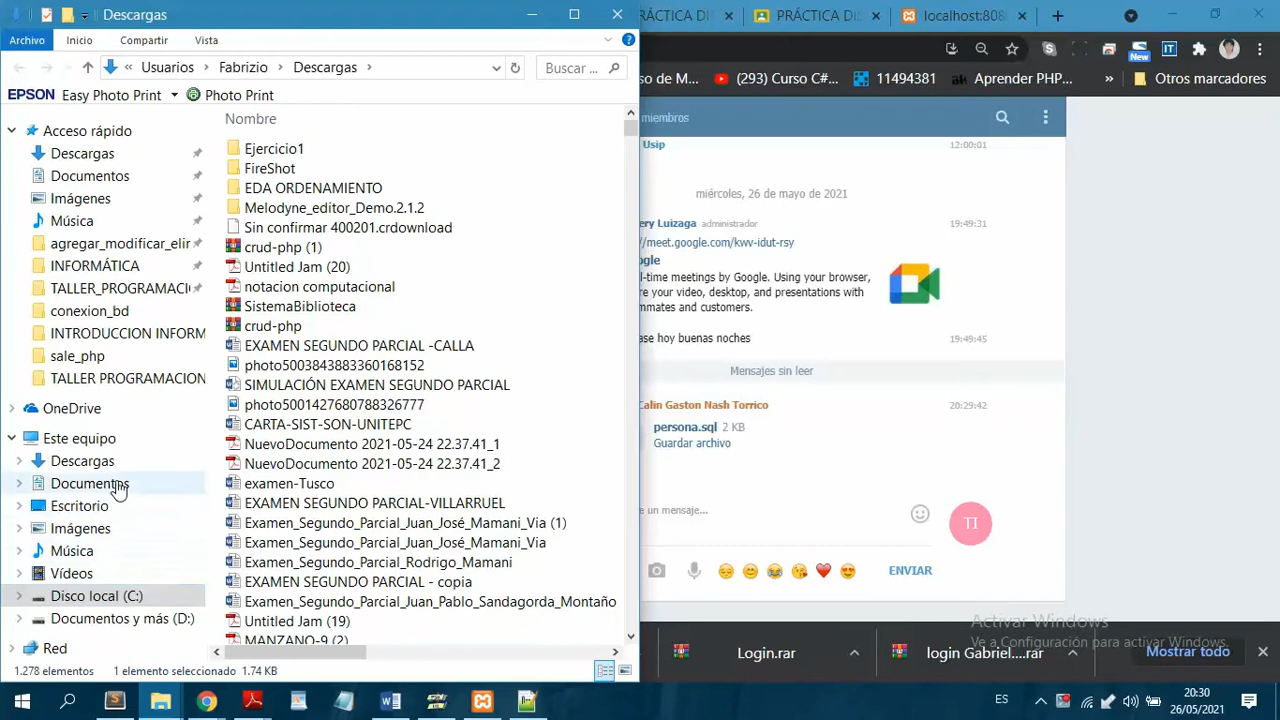 Descargas
Archivo Inicio Compartir Vista
Usuarios Fabrizio Descargas
Buscar ...
EPSON Easy Photo Print Photo Print
Acceso rápido
Descargas
Documentos
Imágenes
Música
agregar_modificar_elir
INFORMÁTICA
TALLER_PROGRAMACI
conexion_bd
INTRODUCCION INFORM
sale_php
TALLER PROGRAMACION
OneDrive
Este equipo
Descargas
Documentos
Escritorio
Imágenes
Música
Vídeos
Disco local (C:)
Documentos y más (D:)
Red
Nombre
Ejercicio1
FireShot
EDA ORDENAMIENTO
Melodyne_editor_Demo.2.1.2
Sin confirmar 400201.crdownload
crud-php (1)
Untitled Jam (20)
notacion computacional
SistemaBiblioteca
crud-php
EXAMEN SEGUNDO PARCIAL -CALLA
photo5003843883360168152
SIMULACIÓN EXAMEN SEGUNDO PARCIAL
photo5001427680788326777
CARTA-SIST-SON-UNITEPC
NuevoDocumento 2021-05-24 22.37.41_1
NuevoDocumento 2021-05-24 22.37.41_2
examen-Tusco
EXAMEN SEGUNDO PARCIAL-VILLARRUEL
Examen_Segundo_Parcial_Juan_José_Mamani_Via (1)
Examen_Segundo_Parcial_Juan_José_Mamani_Via
Examen_Segundo_Parcial_Rodrigo_Mamani
EXAMEN SEGUNDO PARCIAL - copia
Examen_Segundo_Parcial_Juan_Pablo_Sandagorda_Montaño
Untitled Jam (19)
MANZANO-9 (2)
1.278 elementos 1 elemento seleccionado 1.74 KB
RÁCTICA DI PRÁCTICA DI localhost:808
New IT
so de M... (293) Curso C#... 11494381 ak Aprender PHP... » Otros marcadores
miembros
Usip 12:00:01
miércoles, 26 de mayo de 2021
ery Luizaga administrador 19:49:31
//meet.google.com/kwv-idut-rsy
ogle
l-time meetings by Google. Using your browser,
re your video, desktop, and presentations with
mmates and customers.
ase hoy buenas noches 19:49:45
Mensajes sin leer
Calin Gaston Nash Torrico 20:29:42
persona.sql 2 KB
Guardar archivo
e un mensaje...
TI
ENVIAR
Activar Windows
Ve a Configuración para activar Windows.
Login.rar login Gabriel....rar Mostrar todo
ES 20:30
26/05/2021